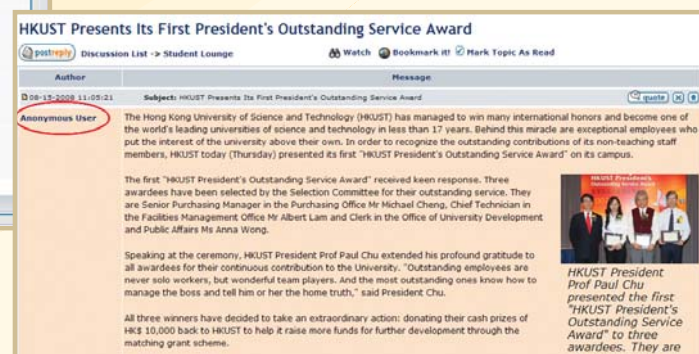 HKUST Presents Its First President's Outstanding Service Award
postreply Discussion List -> Student Lounge Watch Bookmark it! Mark Topic As Read
Author Message
08-15-2008 11:05:21 Subject: HKUST Presents Its First President's Outstanding Service Award quote
Anonymous User
The Hong Kong University of Science and Technology (HKUST) has managed to win many international honors and become one of
the world's leading universities of science and technology in less than 17 years. Behind this miracle are exceptional employees who
put the interest of the university above their own. In order to recognize the outstanding contributions of its non-teaching staff
members, HKUST today (Thursday) presented its first "HKUST President's Outstanding Service Award" on its campus.
The first "HKUST President's Outstanding Service Award" received keen response. Three
awardees have been selected by the Selection Committee for their outstanding service. They
are Senior Purchasing Manager in the Purchasing Office Mr Michael Cheng, Chief Technician in
the Facilities Management Office Mr Albert Lam and Clerk in the Office of University Development
and Public Affairs Ms Anna Wong.
Speaking at the ceremony, HKUST President Prof Paul Chu extended his profound gratitude to
all awardees for their continuous contribution to the University. "Outstanding employees are
never solo workers, but wonderful team players. And the most outstanding ones know how to
manage the boss and tell him or her the home truth," said President Chu.
All three winners have decided to take an extraordinary action: donating their cash prizes of
HK$ 10,000 back to HKUST to help it raise more funds for further development through the
matching grant scheme.
HKUST President's
Outstanding Service Award
HKUST President
Prof Paul Chu
presented the first
"HKUST President's
Outstanding Service
Award" to three
awardees. They are